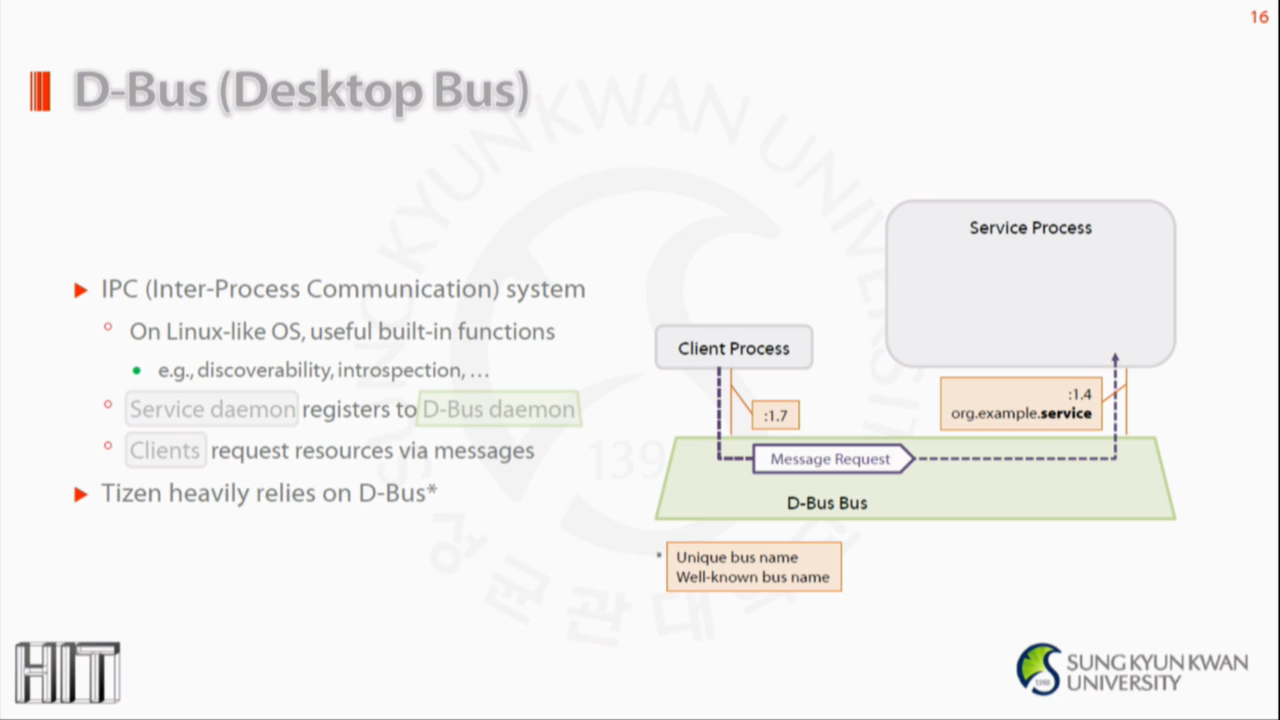 16
D-Bus (Desktop Bus)
IPC (Inter-Process Communication) system
On Linux-like OS, useful built-in functions
e.g., discoverability, introspection, …
Service daemon registers to D-Bus daemon
Clients request resources via messages
Tizen heavily relies on D-Bus*
Service Process
Client Process
:1.7
:1.4
org.example.service
Message Request
D-Bus Bus
* Unique bus name
Well-known bus name
HIT
1398
SUNG KYUN KWAN
UNIVERSITY